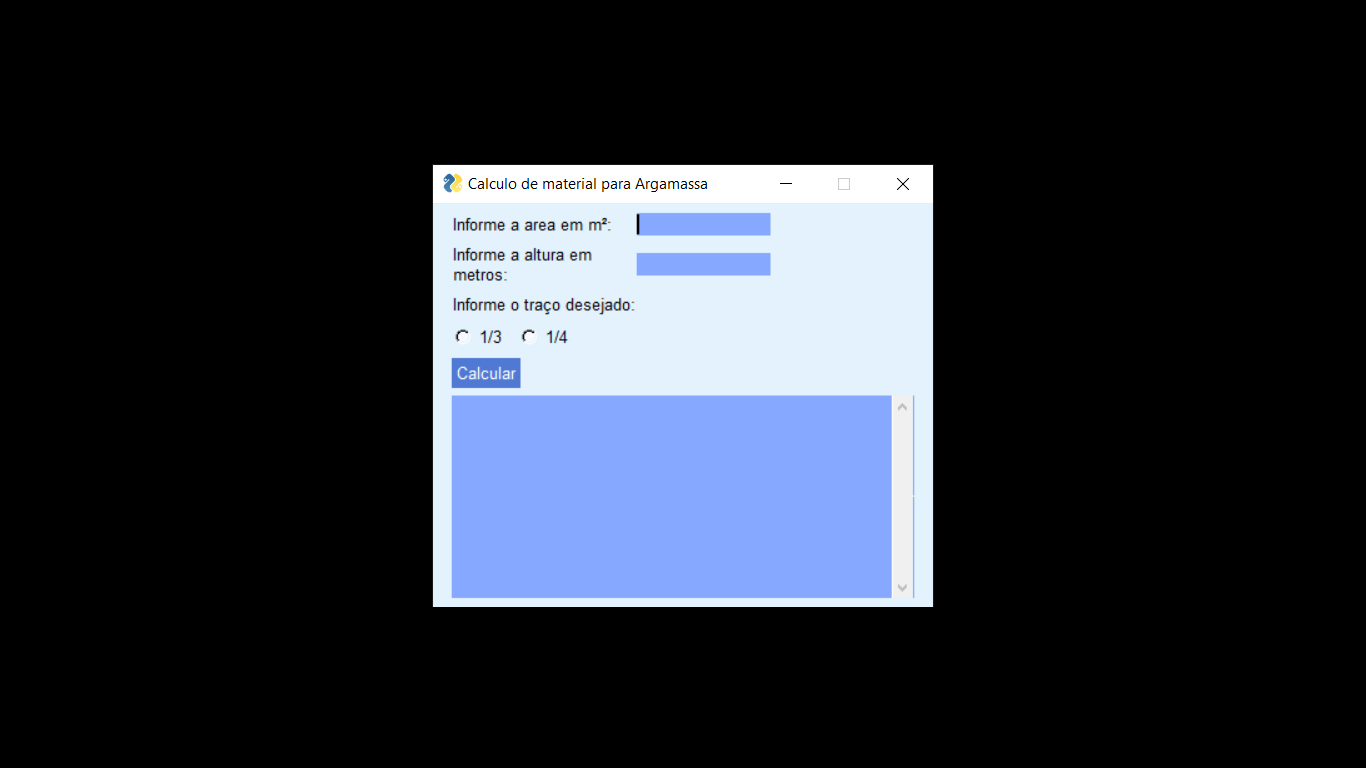 Calculo de material para Argamassa
Informe a area em m²:
Informe a altura em
metros:
Informe o traço desejado:
1/3 1/4
Calcular